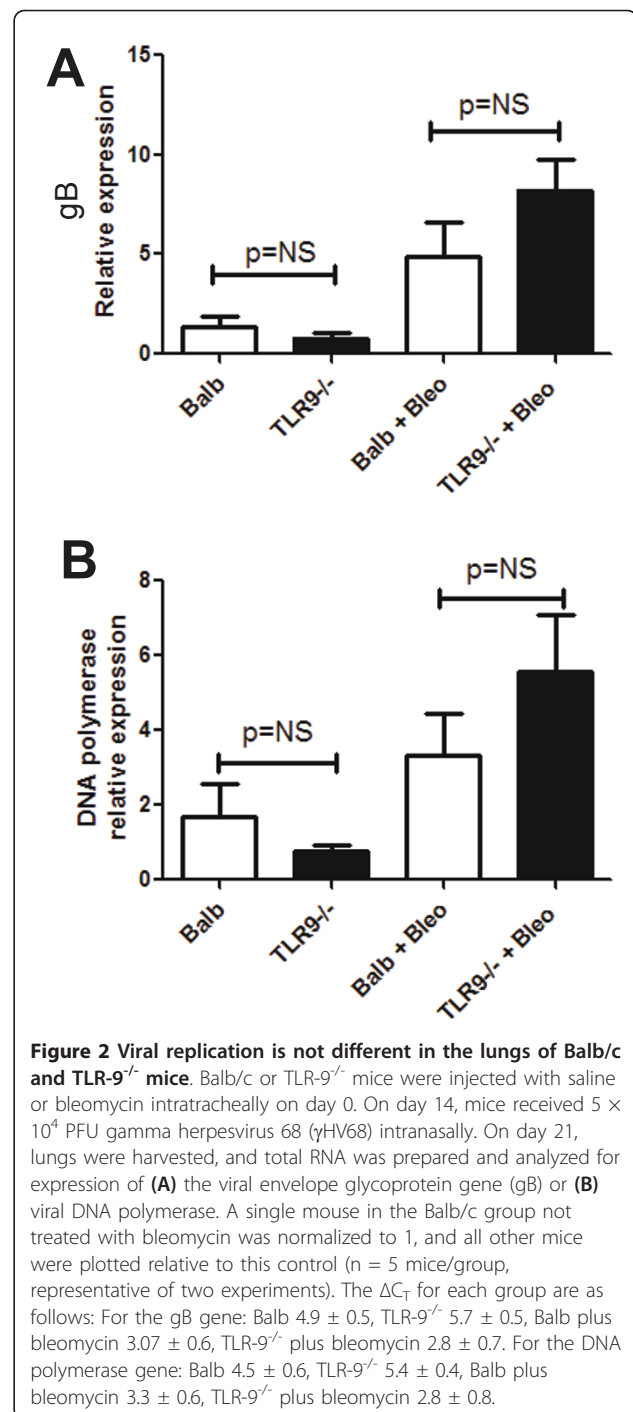 A
15
10
5
0
gB
Relative expression
p=NS
p=NS
Balb
TLR9-/-
Balb + Bleo
TLR9-/- + Bleo
B
8
6
4
2
0
DNA polymerase
relative expression
p=NS
p=NS
Balb
TLR9-/-
Balb + Bleo
TLR9-/- + Bleo
Figure 2 Viral replication is not different in the lungs of Balb/c
and TLR-9-/- mice. Balb/c or TLR-9-/- mice were injected with saline
or bleomycin intratracheally on day 0. On day 14, mice received 5 ×
10⁴ PFU gamma herpesvirus 68 (γHV68) intranasally. On day 21,
lungs were harvested, and total RNA was prepared and analyzed for
expression of (A) the viral envelope glycoprotein gene (gB) or (B)
viral DNA polymerase. A single mouse in the Balb/c group not
treated with bleomycin was normalized to 1, and all other mice
were plotted relative to this control (n = 5 mice/group,
representative of two experiments). The ΔCT for each group are as
follows: For the gB gene: Balb 4.9 ± 0.5, TLR-9-/- 5.7 ± 0.5, Balb plus
bleomycin 3.07 ± 0.6, TLR-9-/- plus bleomycin 2.8 ± 0.7. For the DNA
polymerase gene: Balb 4.5 ± 0.6, TLR-9-/- 5.4 ± 0.4, Balb plus
bleomycin 3.3 ± 0.6, TLR-9-/- plus bleomycin 2.8 ± 0.8.